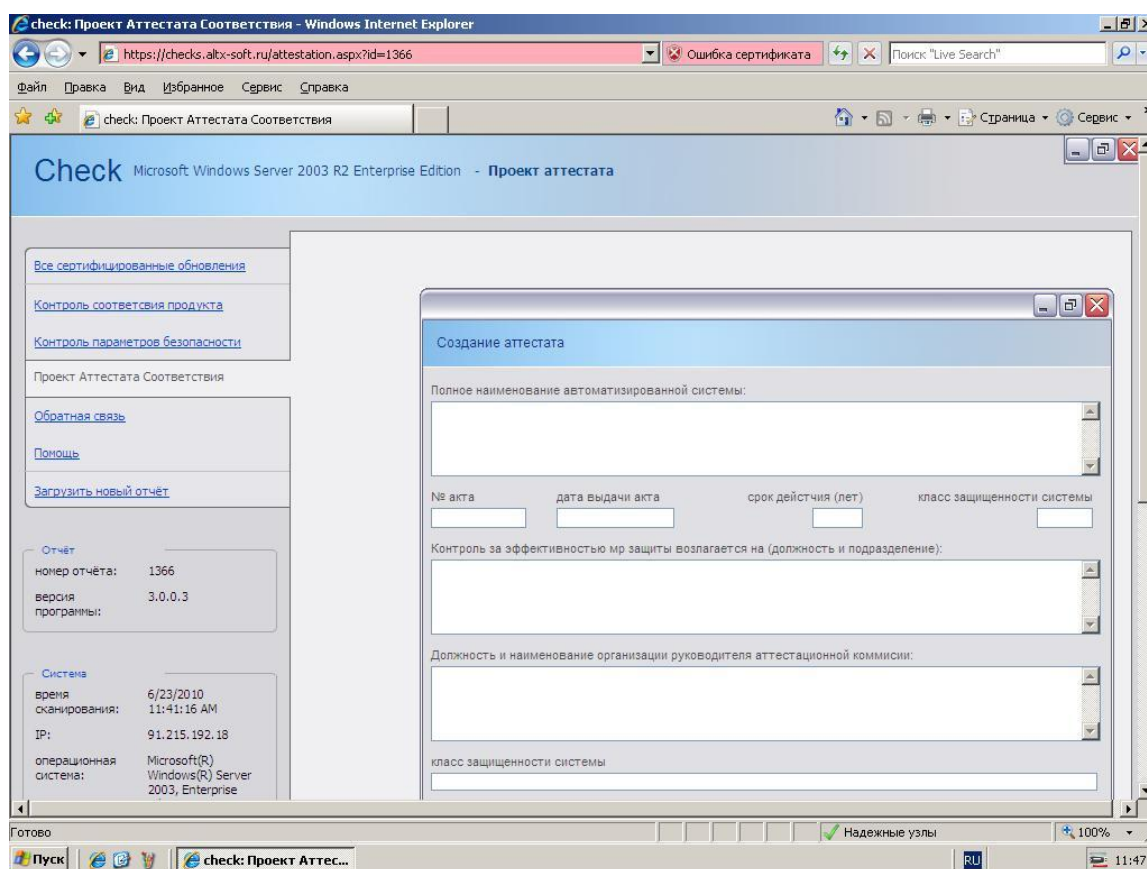 check: Проект Аттестата Соответствия - Windows Internet Explorer
https://checks.altx-soft.ru/attestation.aspx?id=1366
Ошибка сертификата
Поиск "Live Search"
Файл Правка Вид Избранное Сервис Справка
check: Проект Аттестата Соответствия
Страница
Сервис
Check Microsoft Windows Server 2003 R2 Enterprise Edition - Проект аттестата
Все сертифицированные обновления
Контроль соответсвия продукта
Контроль параметров безопасности
Проект Аттестата Соответствия
Обратная связь
Помощь
Загрузить новый отчёт
Отчёт
номер отчёта: 1366
версия программы: 3.0.0.3
Система
время сканирования: 6/23/2010 11:41:16 AM
IP: 91.215.192.18
операционная система: Microsoft(R) Windows(R) Server 2003, Enterprise
Создание аттестата
Полное наименование автоматизированной системы:
№ акта дата выдачи акта срок дейстчия (лет) класс защищенности системы
Контроль за эффективностью мр защиты возлагается на (должность и подразделение):
Должность и наименование организации руководителя аттестационной коммисии:
класс защищенности системы
Готово
Надежные узлы
100%
Пуск
check: Проект Аттес...
RU
11:47